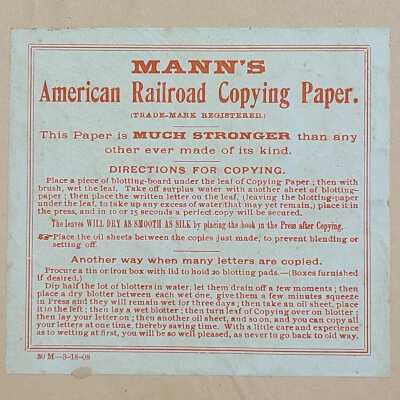 MANN'S
American Railroad Copying Paper.
(TRADE-MARK REGISTERED.)
This Paper is MUCH STRONGER than any
other ever made of its kind.
DIRECTIONS FOR COPYING.
Place a piece of blotting-board under the leaf of Copying Paper; then with
brush, wet the leaf. Take off surplus water with another sheet of blotting-
paper; then place the written letter on the leaf, (leaving the blotting-paper
under the leaf, to take up any excess of water that may yet remain,) place it in
the press, and in 10 or 15 seconds a perfect copy will be secured.
The leaves WILL DRY AS SMOOTH AS SILK by placing the book in the Press after Copying.
☞ Place the oil sheets between the copies just made, to prevent blending or
setting off.
Another way when many letters are copied.
Procure a tin or iron box with lid to hold 20 blotting pads.—(Boxes furnished
if desired.)
Dip half the lot of blotters in water, let them drain off a few moments; then
place a dry blotter between each wet one, give them a few minutes squeeze
in Press and they will remain wet for three days; then take an oil sheet, place
it to the left; then lay a wet blotter; then turn leaf of Copying over on blotter;
then lay your letter on; then another oil sheet, and so on, and you can copy all
your letters at one time, thereby saving time. With a little care and experience
as to wetting at first, you will be so well pleased, as never to go back to old way.
30 M—3-18-08